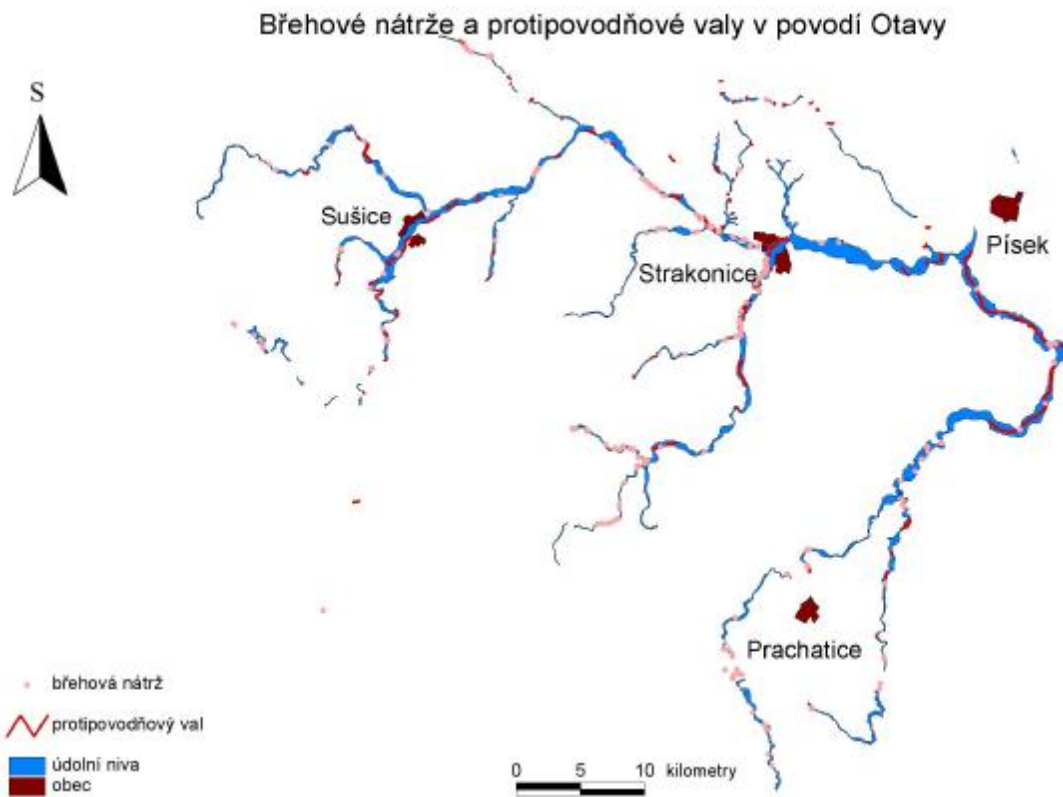 Břehové nátrže a protipovodňové valy v povodí Otavy
S
Sušice
Strakonice
Písek
Prachatice
břehová nátrž
protipovodňový val
údolní niva
obec
0 5 10 kilometry